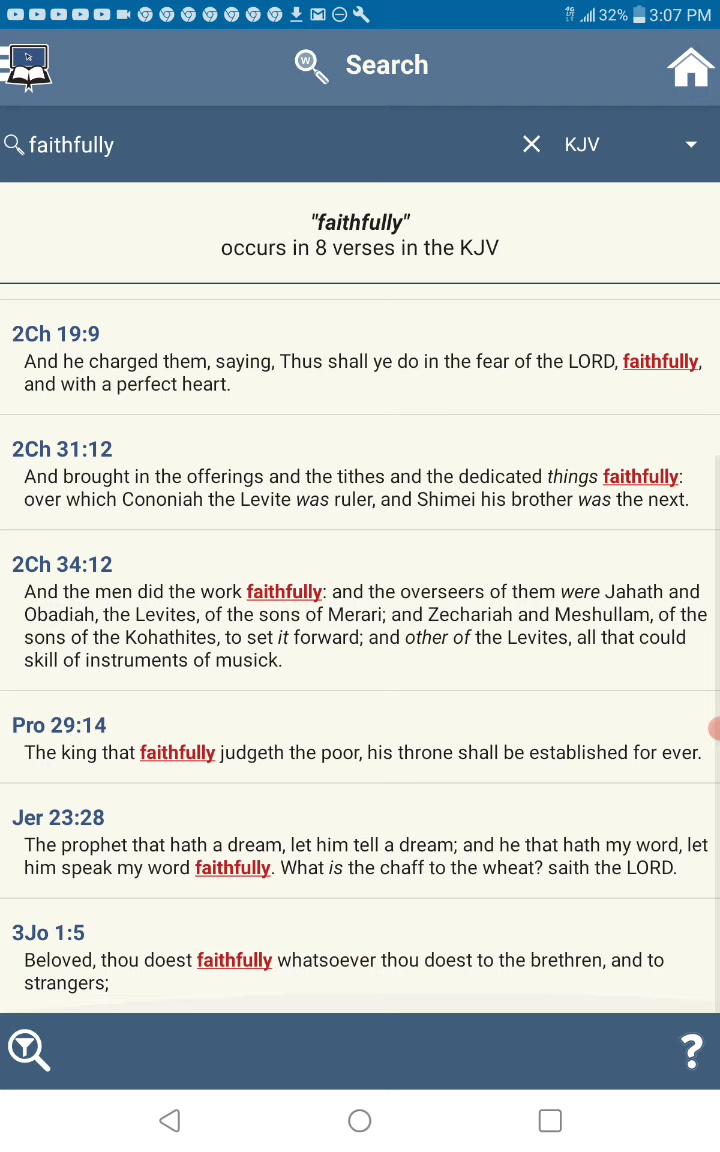 32% 3:07 PM
W Search
faithfully KJV
"faithfully"
occurs in 8 verses in the KJV
2Ch 19:9
And he charged them, saying, Thus shall ye do in the fear of the LORD, faithfully,
and with a perfect heart.
2Ch 31:12
And brought in the offerings and the tithes and the dedicated things faithfully:
over which Cononiah the Levite was ruler, and Shimei his brother was the next.
2Ch 34:12
And the men did the work faithfully: and the overseers of them were Jahath and
Obadiah, the Levites, of the sons of Merari; and Zechariah and Meshullam, of the
sons of the Kohathites, to set it forward; and other of the Levites, all that could
skill of instruments of musick.
Pro 29:14
The king that faithfully judgeth the poor, his throne shall be established for ever.
Jer 23:28
The prophet that hath a dream, let him tell a dream; and he that hath my word, let
him speak my word faithfully. What is the chaff to the wheat? saith the LORD.
3Jo 1:5
Beloved, thou doest faithfully whatsoever thou doest to the brethren, and to
strangers;
?